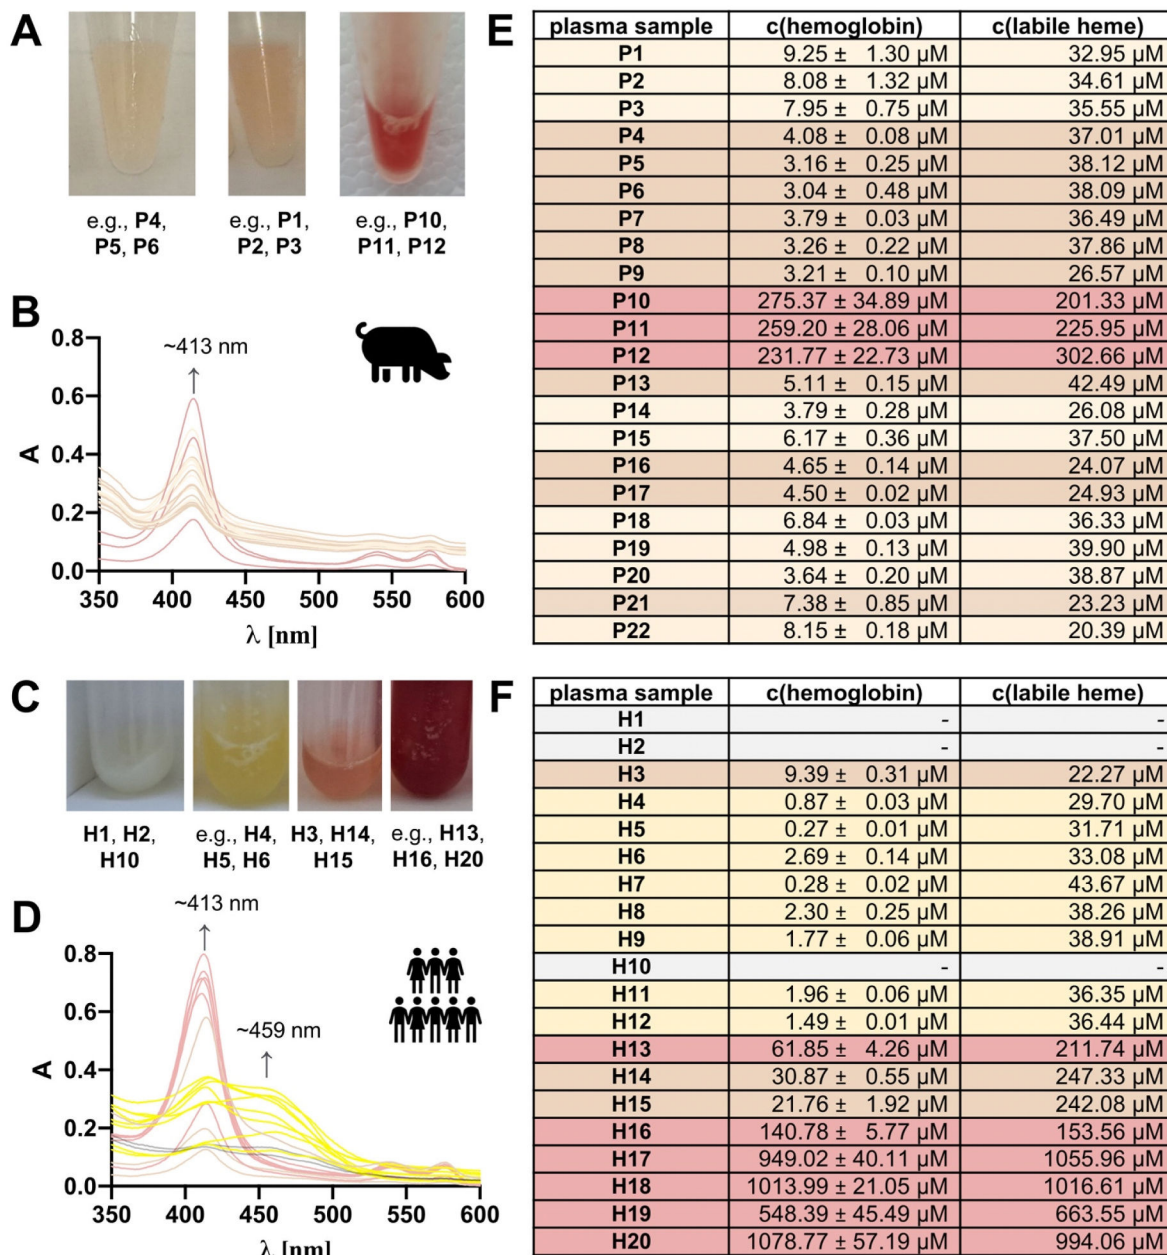 A
e.g., P4,
P5, P6
e.g., P1,
P2, P3
e.g., P10,
P11, P12
B
~413 nm
0.8
0.6
0.4
0.2
0.0
A
350 400 450 500 550 600
λ [nm]
C
H1, H2,
H10
e.g., H4,
H5, H6
H3, H14,
H15
e.g., H13,
H16, H20
D
~413 nm
~459 nm
0.8
0.6
0.4
0.2
0.0
A
350 400 450 500 550 600
λ [nm]
E
plasma sample c(hemoglobin) c(labile heme)
P1 9.25 ± 1.30 µM 32.95 µM
P2 8.08 ± 1.32 µM 34.61 µM
P3 7.95 ± 0.75 µM 35.55 µM
P4 4.08 ± 0.08 µM 37.01 µM
P5 3.16 ± 0.25 µM 38.12 µM
P6 3.04 ± 0.48 µM 38.09 µM
P7 3.79 ± 0.03 µM 36.49 µM
P8 3.26 ± 0.22 µM 37.86 µM
P9 3.21 ± 0.10 µM 26.57 µM
P10 275.37 ± 34.89 µM 201.33 µM
P11 259.20 ± 28.06 µM 225.95 µM
P12 231.77 ± 22.73 µM 302.66 µM
P13 5.11 ± 0.15 µM 42.49 µM
P14 3.79 ± 0.28 µM 26.08 µM
P15 6.17 ± 0.36 µM 37.50 µM
P16 4.65 ± 0.14 µM 24.07 µM
P17 4.50 ± 0.02 µM 24.93 µM
P18 6.84 ± 0.03 µM 36.33 µM
P19 4.98 ± 0.13 µM 39.90 µM
P20 3.64 ± 0.20 µM 38.87 µM
P21 7.38 ± 0.85 µM 23.23 µM
P22 8.15 ± 0.18 µM 20.39 µM
F
plasma sample c(hemoglobin) c(labile heme)
H1 - -
H2 - -
H3 9.39 ± 0.31 µM 22.27 µM
H4 0.87 ± 0.03 µM 29.70 µM
H5 0.27 ± 0.01 µM 31.71 µM
H6 2.69 ± 0.14 µM 33.08 µM
H7 0.28 ± 0.02 µM 43.67 µM
H8 2.30 ± 0.25 µM 38.26 µM
H9 1.77 ± 0.06 µM 38.91 µM
H10 - -
H11 1.96 ± 0.06 µM 36.35 µM
H12 1.49 ± 0.01 µM 36.44 µM
H13 61.85 ± 4.26 µM 211.74 µM
H14 30.87 ± 0.55 µM 247.33 µM
H15 21.76 ± 1.92 µM 242.08 µM
H16 140.78 ± 5.77 µM 153.56 µM
H17 949.02 ± 40.11 µM 1055.96 µM
H18 1013.99 ± 21.05 µM 1016.61 µM
H19 548.39 ± 45.49 µM 663.55 µM
H20 1078.77 ± 57.19 µM 994.06 µM